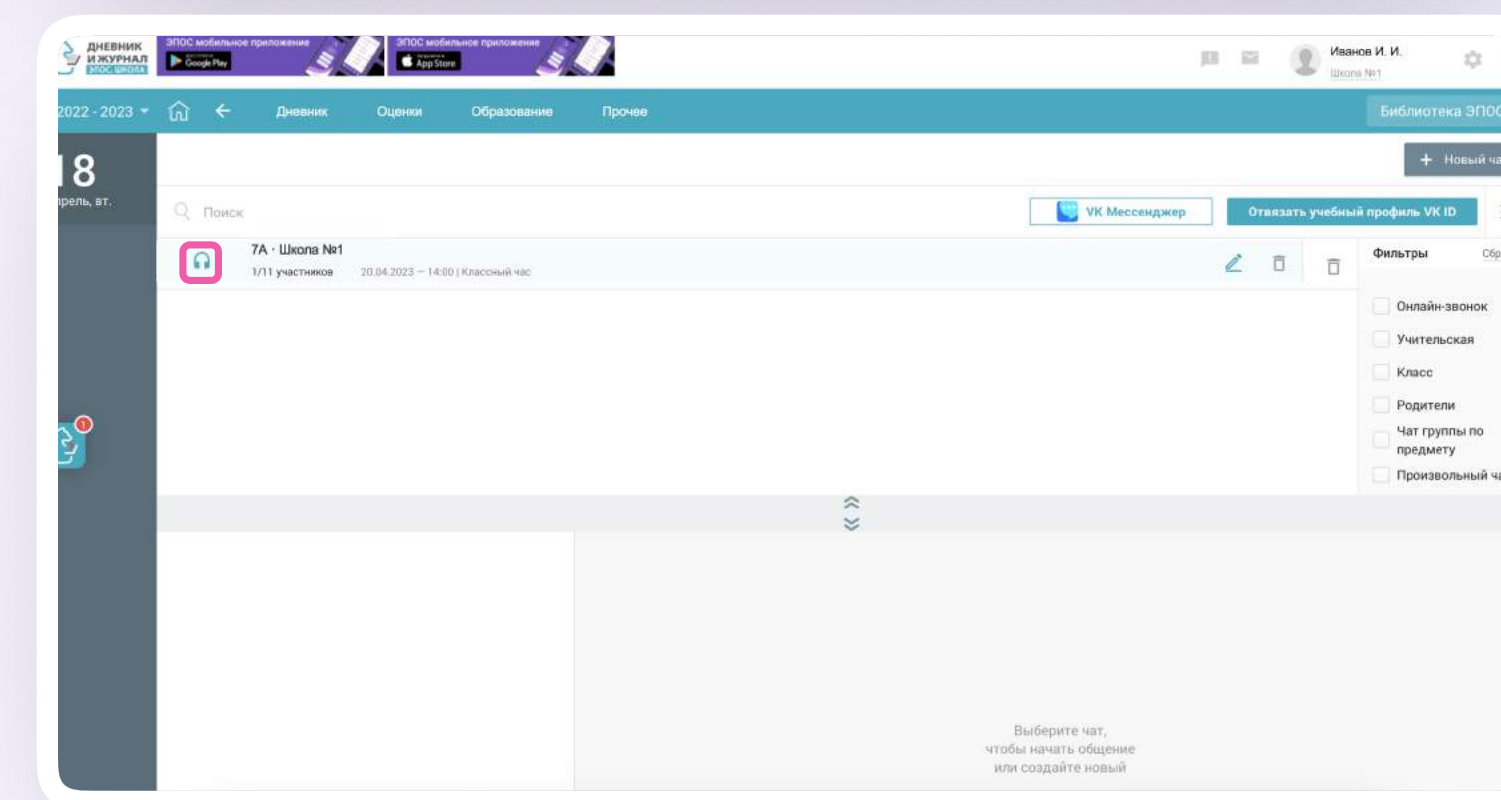 ДНЕВНИК
И ЖУРНАЛ
ЭПОС.ШКОЛА
ЭПОС мобильное приложение
Google Play
ЭПОС мобильное приложение
App Store
Иванов И. И.
Школа №1
2022 - 2023
Дневник
Оценки
Образование
Прочее
Библиотека ЭПОС
18
апрель, вт.
+ Новый ча
Поиск
VK Мессенджер
Отвязать учебный профиль VK ID
7А · Школа №1
1/11 участников
20.04.2023 — 14:00 | Классный час
Фильтры
Сбр
Онлайн-звонок
Учительская
Класс
Родители
Чат группы по
предмету
Произвольный ча
1
Выберите чат,
чтобы начать общение
или создайте новый